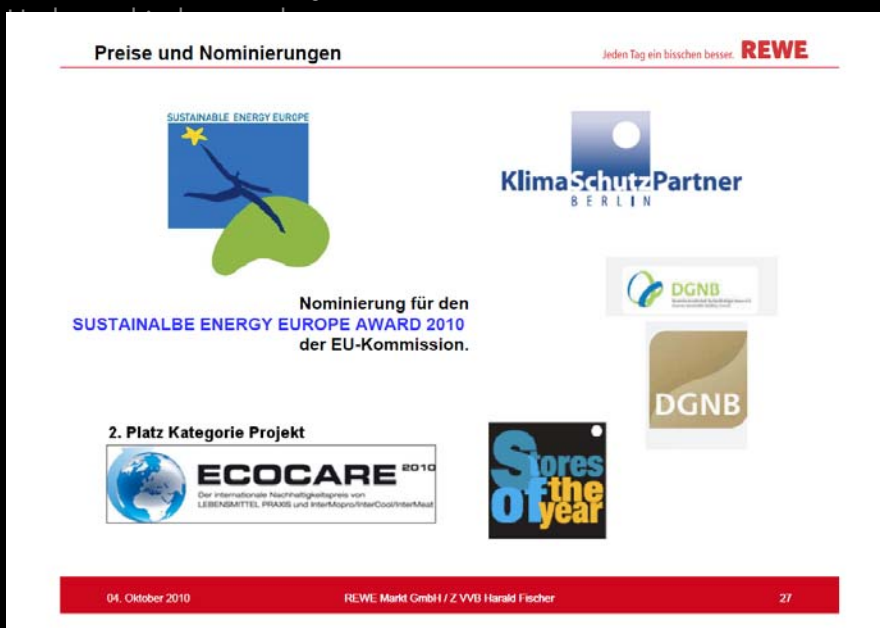 Preise und Nominierungen
Jeden Tag ein bisschen besser. REWE
SUSTAINABLE ENERGY EUROPE
KlimaSchutzPartner
BERLIN
DGNB
Nominierung für den
SUSTAINALBE ENERGY EUROPE AWARD 2010
der EU-Kommission.
DGNB
2. Platz Kategorie Projekt
ECOCARE 2010
Der internationale Nachhaltigkeitspreis von
LEBENSMITTEL PRAXIS und InterMopro/InterCool/InterMeat
Stores
Of the
year
04. Oktober 2010 REWE Markt GmbH / Z VVB Harald Fischer 27